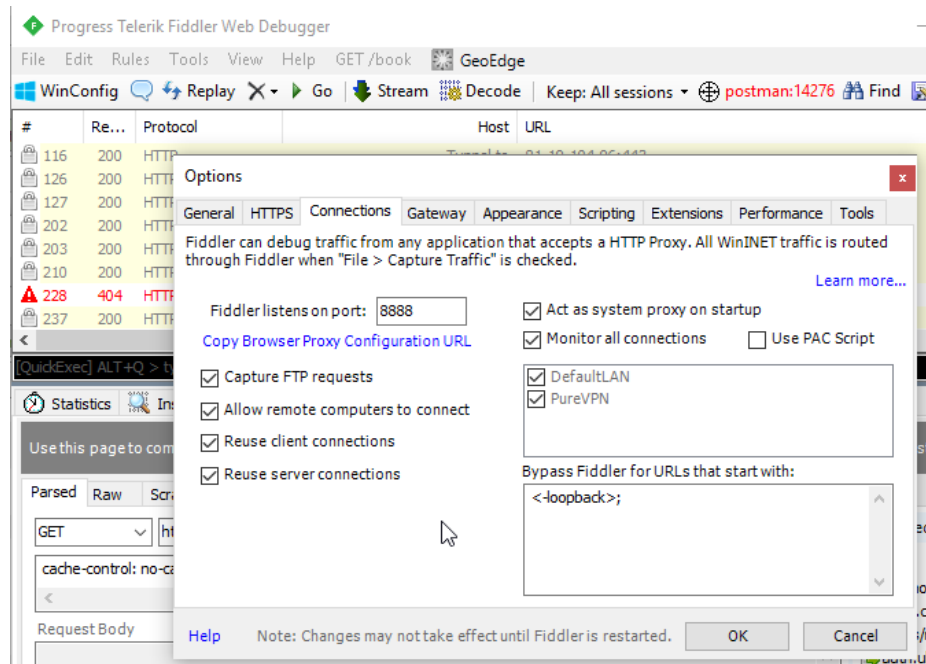 Progress Telerik Fiddler Web Debugger
File Edit Rules Tools View Help GET /book GeoEdge
WinConfig Replay Go Stream Decode Keep: All sessions postman:14276 Find
# Re... Protocol Host URL
116 200 HTTP
126 200 HTTP
127 200 HTTP
202 200 HTTP
203 200 HTTP
210 200 HTTP
228 404 HTTP
237 200 HTTP
[QuickExec] ALT+Q >
Statistics
Use this page to
Parsed Raw
GET
cache-control:
Request Body
Options
General HTTPS Connections Gateway Appearance Scripting Extensions Performance Tools
Fiddler can debug traffic from any application that accepts a HTTP Proxy. All WinINET traffic is routed
through Fiddler when "File > Capture Traffic" is checked.
Learn more...
Fiddler listens on port: 8888
Copy Browser Proxy Configuration URL
Capture FTP requests
Allow remote computers to connect
Reuse client connections
Reuse server connections
Act as system proxy on startup
Monitor all connections Use PAC Script
DefaultLAN
PureVPN
Bypass Fiddler for URLs that start with:
<-loopback>;
Help Note: Changes may not take effect until Fiddler is restarted. OK Cancel